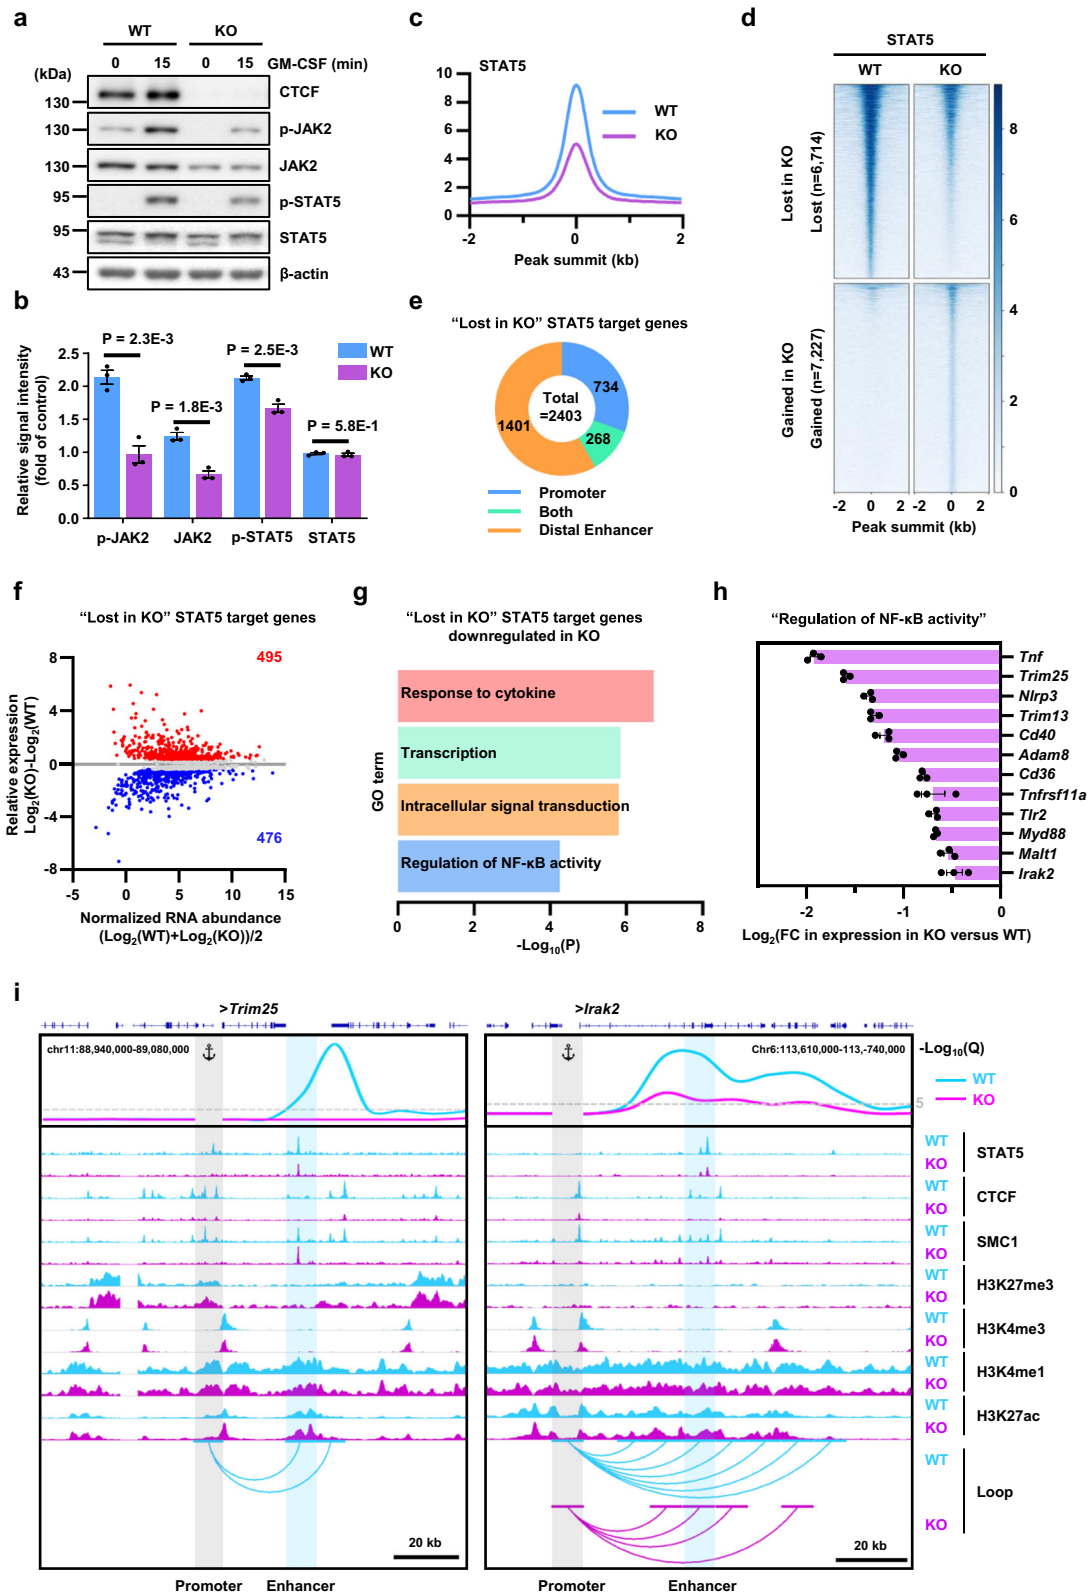 a
WT KO
0 15 0 15 GM-CSF (min)
(kDa)
130 CTCF
130 p-JAK2
130 JAK2
95 p-STAT5
95 STAT5
43 β-actin
b
Relative signal intensity
(fold of control)
2.5
2.0
1.5
1.0
0.5
0.0
P = 2.3E-3
P = 1.8E-3
P = 2.5E-3
P = 5.8E-1
WT
KO
p-JAK2 JAK2 p-STAT5 STAT5
c
STAT5
10
8
6
4
2
0
WT
KO
-2 0 2
Peak summit (kb)
d
STAT5
WT KO
Lost in KO
Lost (n=6,714)
Gained in KO
Gained (n=7,227)
8
6
4
2
0
-2 0 2 -2 0 2
Peak summit (kb)
e
“Lost in KO” STAT5 target genes
734
Total
=2403
1401
268
Promoter
Both
Distal Enhancer
f
“Lost in KO” STAT5 target genes
Relative expression
Log2(KO)-Log2(WT)
8
4
0
-4
-8
495
476
-5 0 5 10 15
Normalized RNA abundance
(Log2(WT)+Log2(KO))/2
g
“Lost in KO” STAT5 target genes
downregulated in KO
GO term
Response to cytokine
Transcription
Intracellular signal transduction
Regulation of NF-κB activity
0 2 4 6 8
-Log10(P)
h
“Regulation of NF-κB activity”
Tnf
Trim25
Nlrp3
Trim13
Cd40
Adam8
Cd36
Tnfrsf11a
Tlr2
Myd88
Malt1
Irak2
-2 -1 0
Log2(FC in expression in KO versus WT)
i
>Trim25
>Irak2
chr11:88,940,000-89,080,000
Chr6:113,610,000-113,-740,000
-Log10(Q)
WT
KO
5
WT
KO STAT5
WT
KO CTCF
WT
KO SMC1
WT
KO H3K27me3
WT
KO H3K4me3
WT
KO H3K4me1
WT
KO H3K27ac
WT
Loop
KO
20 kb
20 kb
Promoter Enhancer
Promoter Enhancer